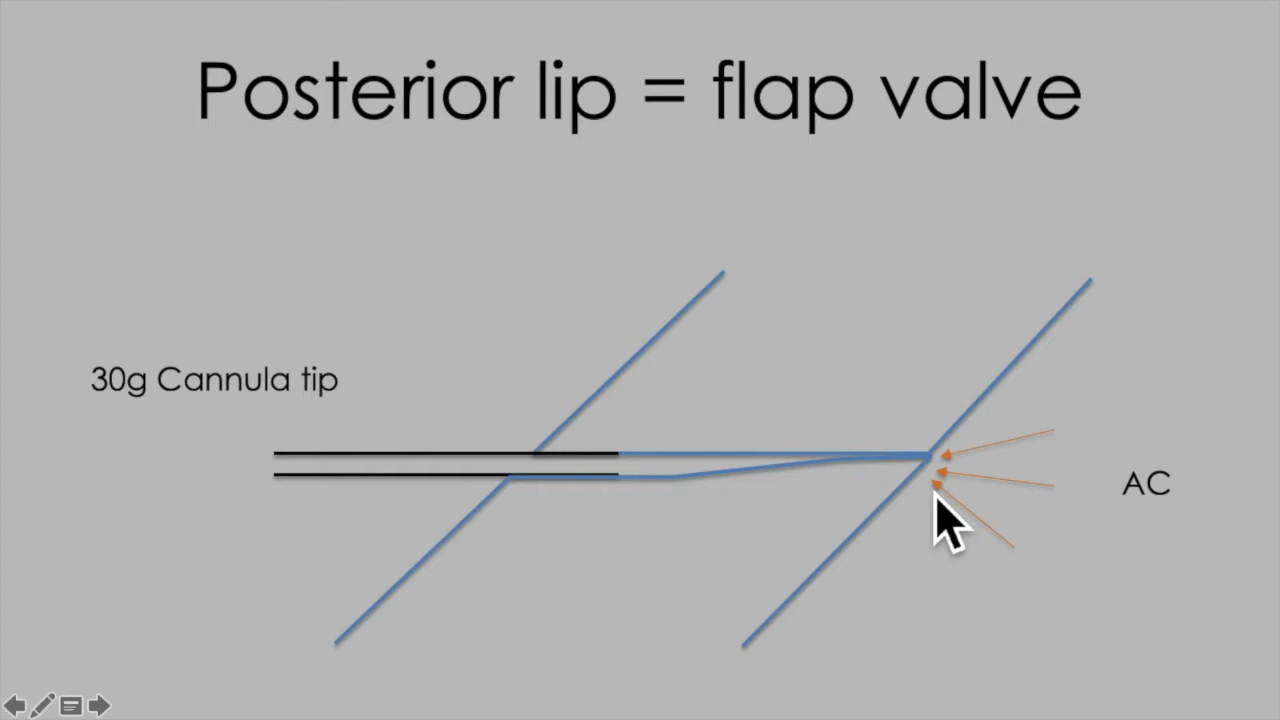 Posterior lip = flap valve
30g Cannula tip
AC